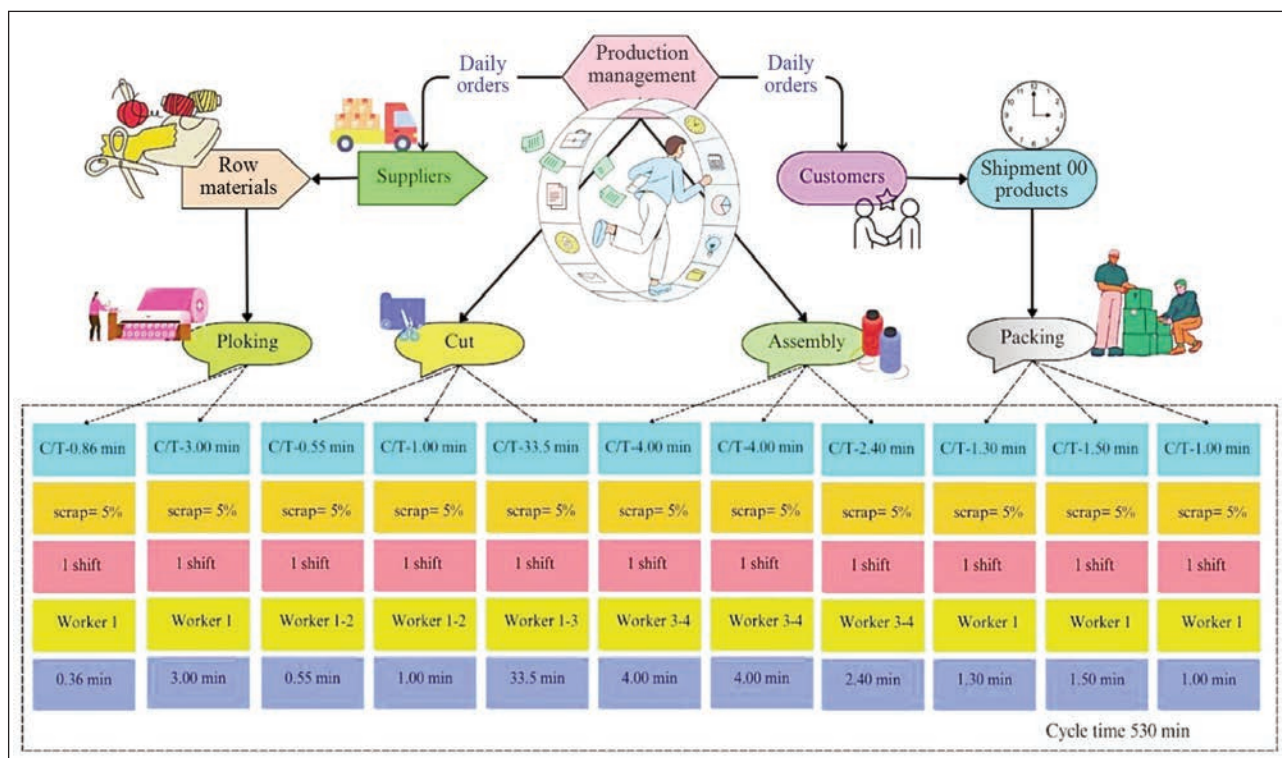 Production
management
Daily
orders
Daily
orders
Row
materials
Suppliers
Customers
Shipment 00
products
Ploking
Cut
Assembly
Packing
C/T-0.86 min C/T-3.00 min C/T-0.55 min C/T-1.00 min C/T-33.5 min C/T-4.00 min C/T-4.00 min C/T-2.40 min C/T-1.30 min C/T-1.50 min C/T-1.00 min
scrap= 5% scrap= 5% scrap= 5% scrap= 5% scrap= 5% scrap= 5% scrap= 5% scrap= 5% scrap= 5% scrap= 5% scrap= 5%
1 shift 1 shift 1 shift 1 shift 1 shift 1 shift 1 shift 1 shift 1 shift 1 shift 1 shift
Worker 1 Worker 1 Worker 1-2 Worker 1-2 Worker 1-3 Worker 3-4 Worker 3-4 Worker 3-4 Worker 1 Worker 1 Worker 1
0.36 min 3.00 min 0.55 min 1.00 min 33.5 min 4.00 min 4.00 min 2.40 min 1.30 min 1.50 min 1.00 min
Cycle time 530 min